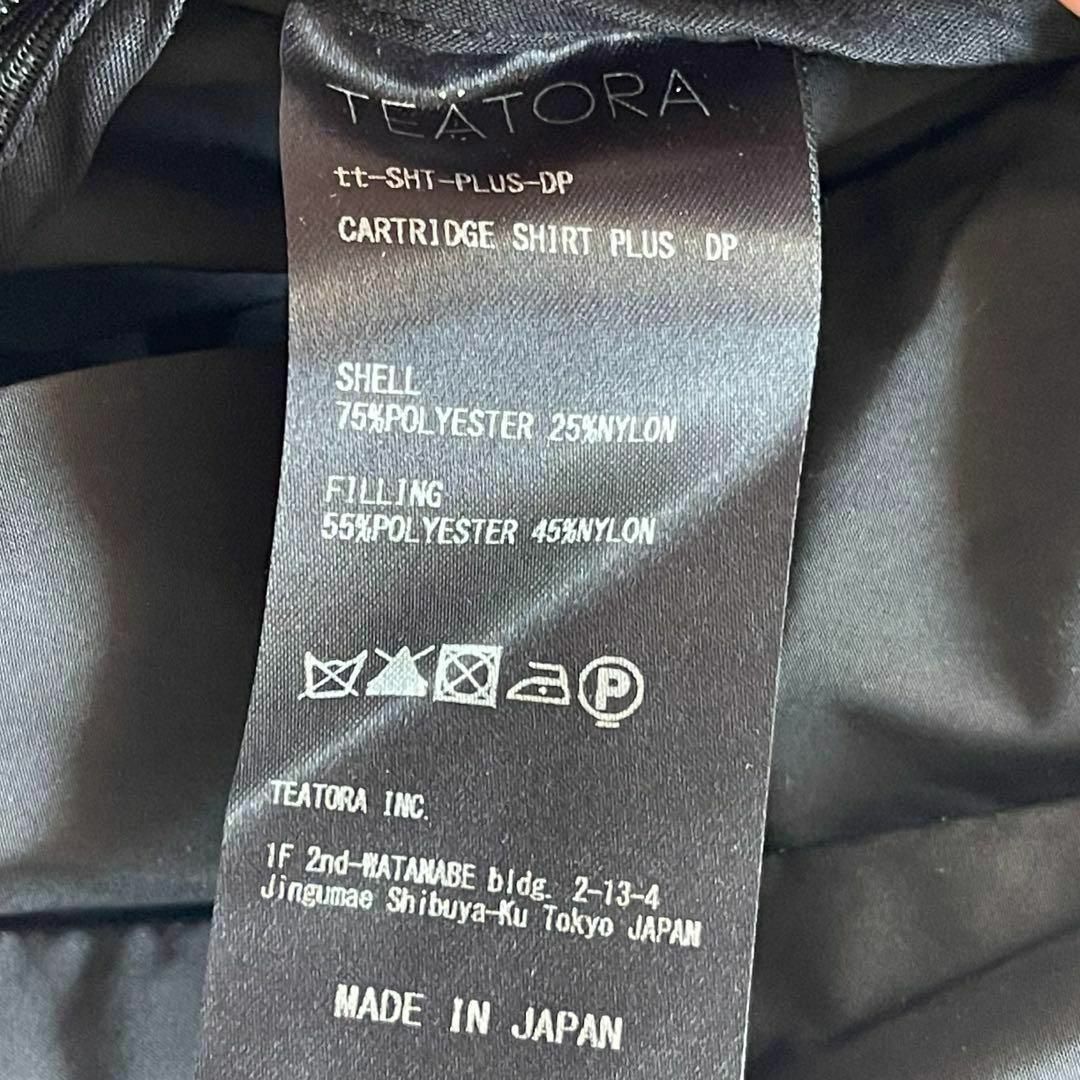 TEÄTORA
tt-SHT-PLUS-DP
CARTRIDGE SHIRT PLUS DP
SHELL
75%POLYESTER 25%NYLON
FILLING
55%POLYESTER 45%NYLON
P
TEATORA INC.
1F 2nd-WATANABE bldg. 2-13-4
Jingumae Shibuya-Ku Tokyo JAPAN
MADE IN JAPAN